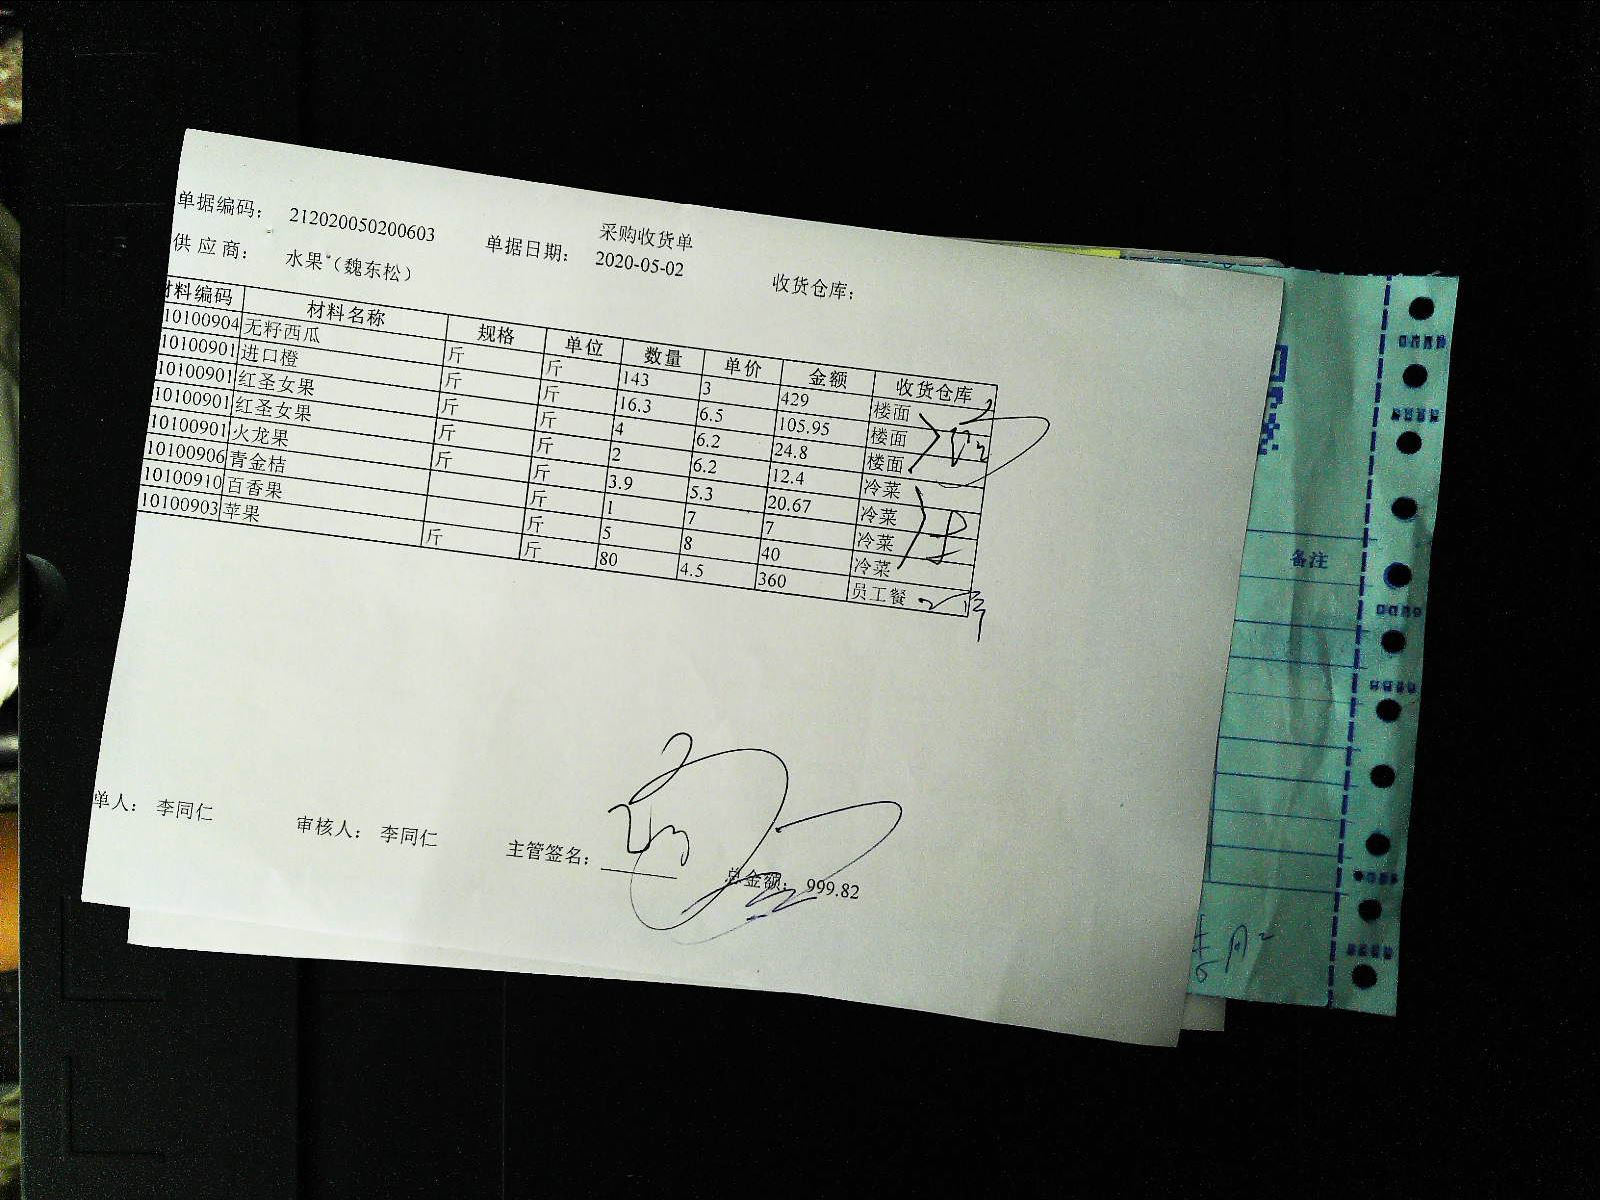 采购收货单
单据编码： 212020050200603 单据日期： 2020-05-02 收货仓库：
供应商： 水果*（魏东松）
材料编码 材料名称 规格 单位 数量 单价 金额 收货仓库
10100904 无籽西瓜 斤 斤 143 3 429 楼面
10100901 进口橙 斤 斤 16.3 6.5 105.95 楼面
10100901 红圣女果 斤 斤 4 6.2 24.8 楼面
10100901 红圣女果 斤 斤 2 6.2 12.4 冷菜
10100901 火龙果 斤 斤 3.9 5.3 20.67 冷菜
10100906 青金桔 斤 1 7 7 冷菜
10100910 百香果 斤 5 8 40 冷菜
10100903 苹果 斤 斤 80 4.5 360 员工餐
单人： 李同仁 审核人： 李同仁 主管签名： 总金额： 999.82
备注